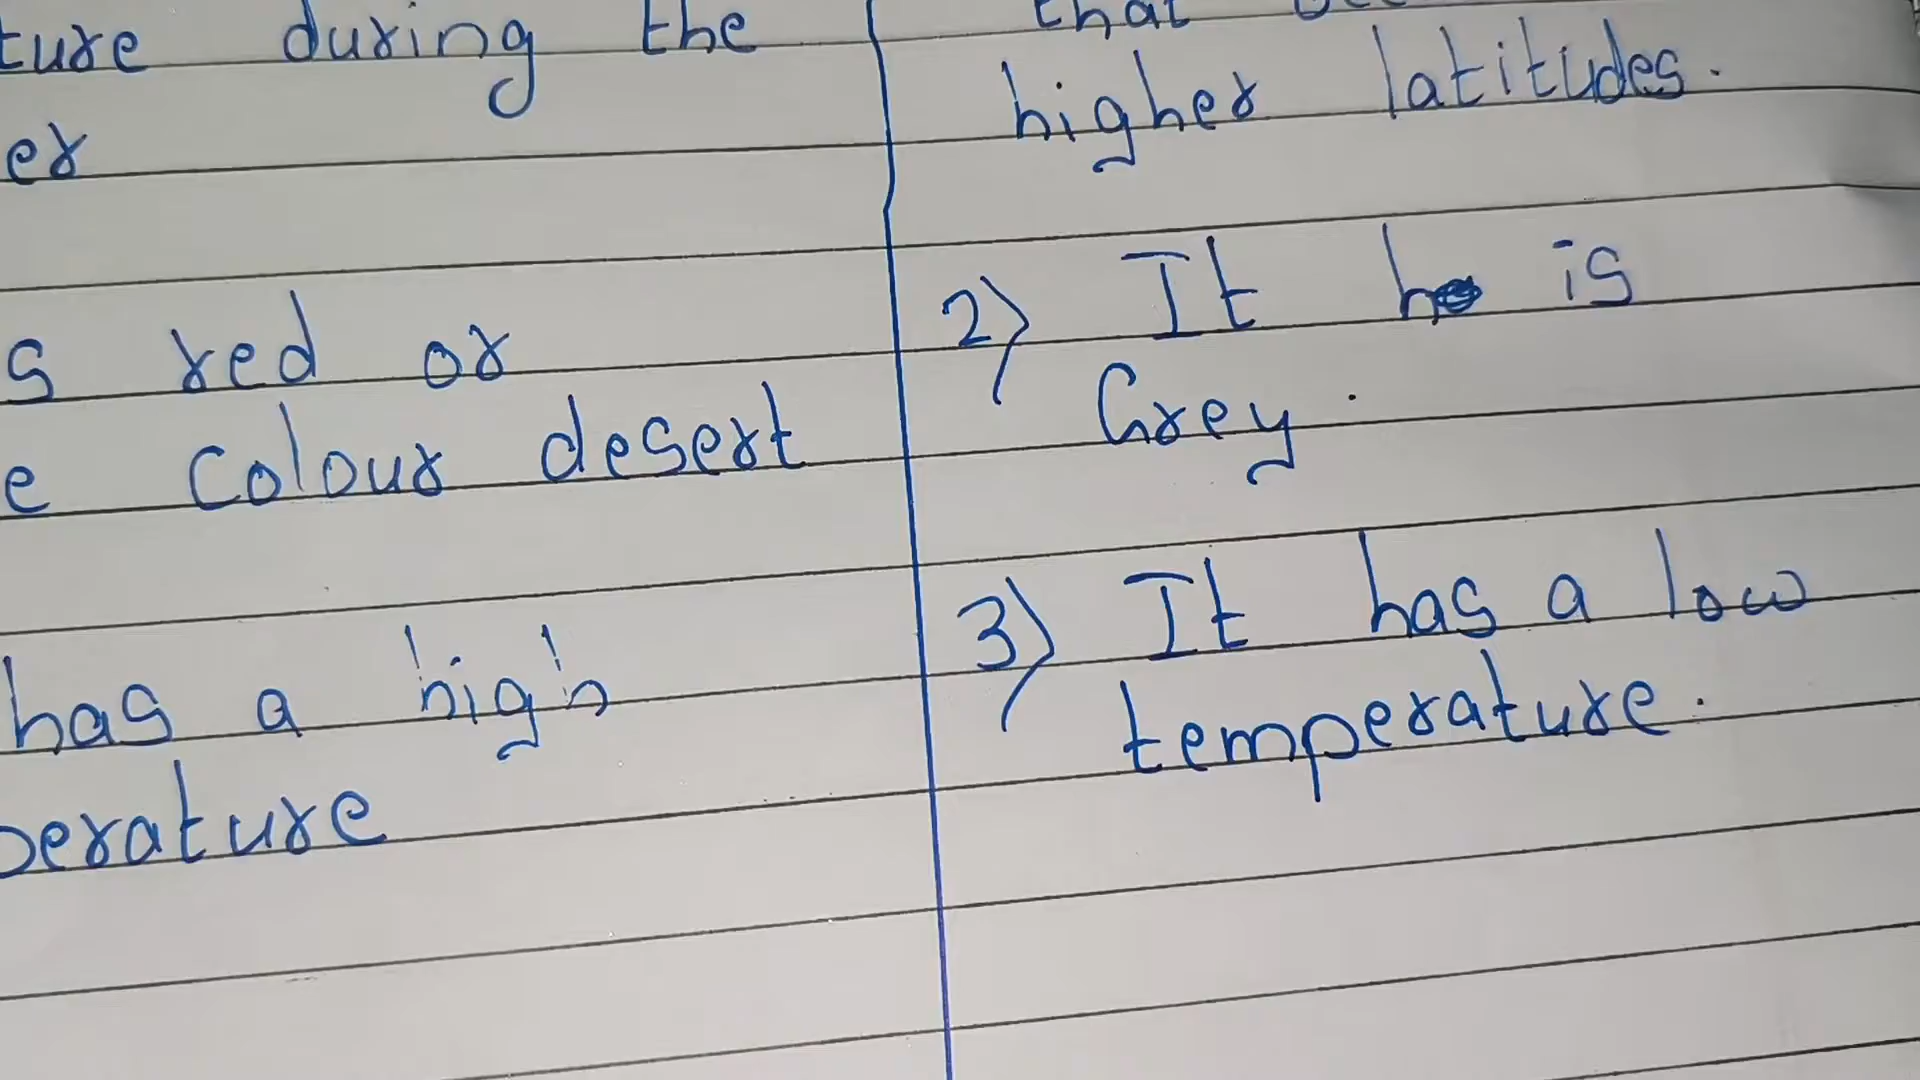 ture during the
er
s red or
e colour desert
has a high
perature
that
higher latitudes.
2) It is
Grey.
3) It has a low
temperature.